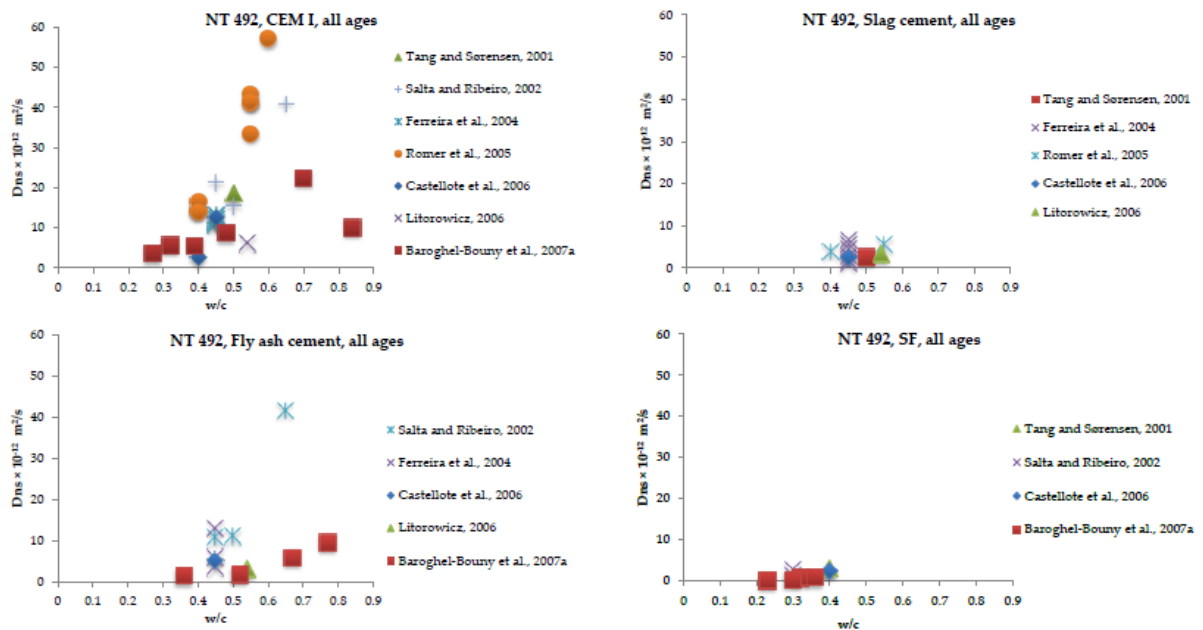 NT 492, CEM I, all ages
Dns × 10⁻¹² m²/s
60
50
40
30
20
10
0
0 0.1 0.2 0.3 0.4 0.5 0.6 0.7 0.8 0.9
w/c
Tang and Sørensen, 2001
Salta and Ribeiro, 2002
Ferreira et al., 2004
Romer et al., 2005
Castellote et al., 2006
Litorowicz, 2006
Baroghel-Bouny et al., 2007a
NT 492, Slag cement, all ages
Dns × 10⁻¹² m²/s
60
50
40
30
20
10
0
0 0.1 0.2 0.3 0.4 0.5 0.6 0.7 0.8 0.9
w/c
Tang and Sørensen, 2001
Ferreira et al., 2004
Romer et al., 2005
Castellote et al., 2006
Litorowicz, 2006
NT 492, Fly ash cement, all ages
Dns × 10⁻¹² m²/s
60
50
40
30
20
10
0
0 0.1 0.2 0.3 0.4 0.5 0.6 0.7 0.8 0.9
w/c
Salta and Ribeiro, 2002
Ferreira et al., 2004
Castellote et al., 2006
Litorowicz, 2006
Baroghel-Bouny et al., 2007a
NT 492, SF, all ages
Dns × 10⁻¹² m²/s
60
50
40
30
20
10
0
0 0.1 0.2 0.3 0.4 0.5 0.6 0.7 0.8 0.9
w/c
Tang and Sørensen, 2001
Salta and Ribeiro, 2002
Castellote et al., 2006
Baroghel-Bouny et al., 2007a